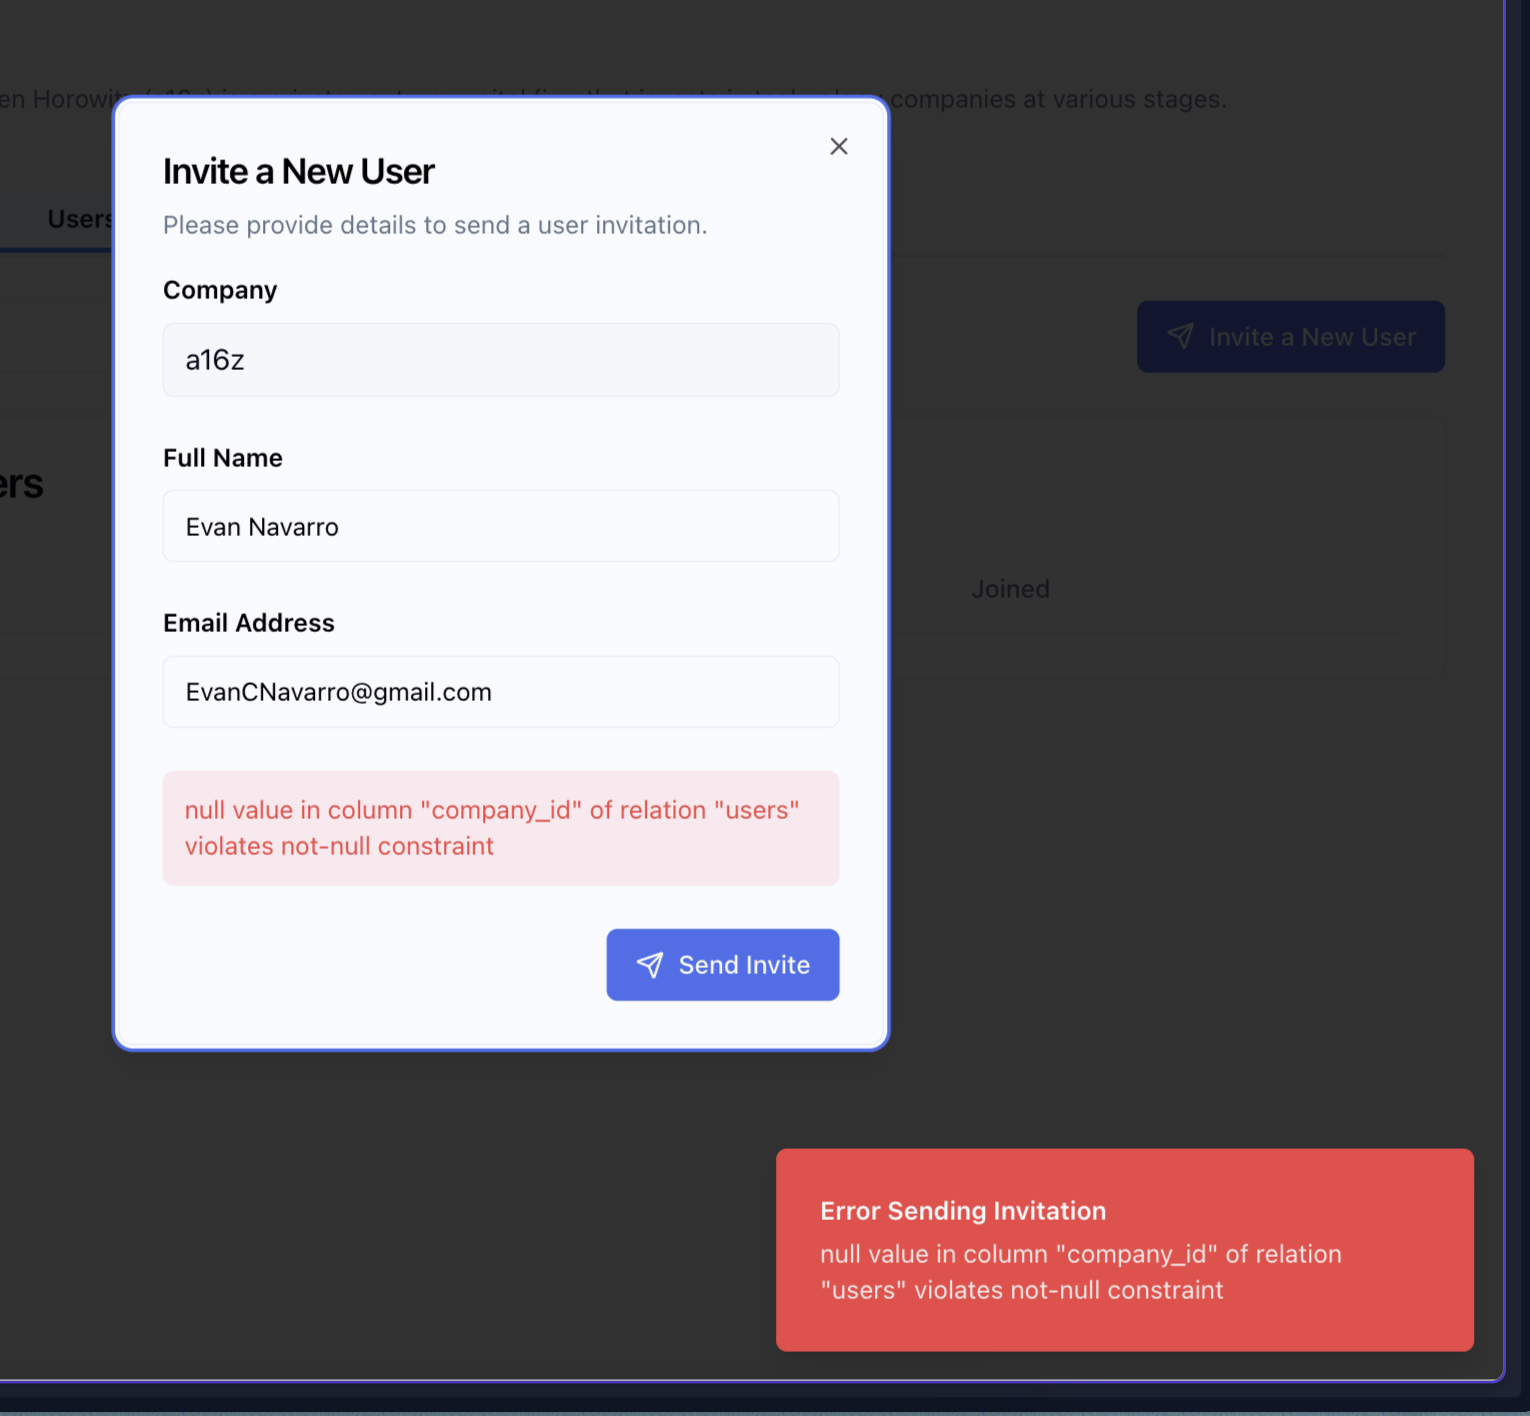 en Horowitz companies at various stages.
Invite a New User
Please provide details to send a user invitation.
Users
Company
a16z
Invite a New User
Full Name
ers
Evan Navarro
Joined
Email Address
EvanCNavarro@gmail.com
null value in column "company_id" of relation "users"
violates not-null constraint
Send Invite
Error Sending Invitation
null value in column "company_id" of relation
"users" violates not-null constraint